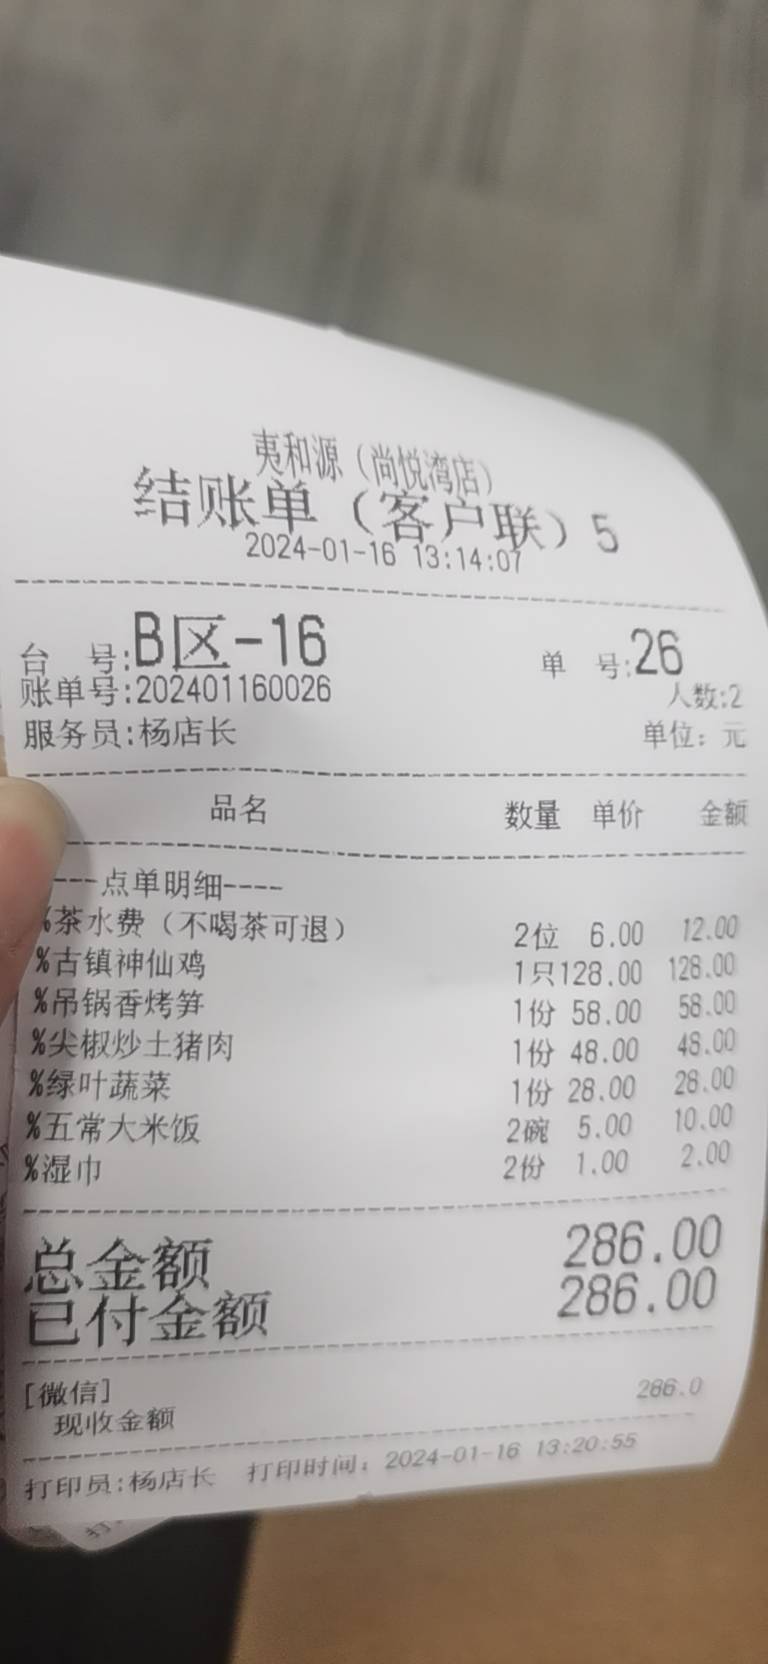 夷和源（尚悦湾店）
结账单（客户联）5
2024-01-16 13:14:07
台 号:B区-16 单 号:26
账单号:202401160026 人数:2
服务员:杨店长 单位：元
品名 数量 单价 金额
----点单明细----
%茶水费（不喝茶可退） 2位 6.00 12.00
%古镇神仙鸡 1只 128.00 128.00
%吊锅香烤笋 1份 58.00 58.00
%尖椒炒土猪肉 1份 48.00 48.00
%绿叶蔬菜 1份 28.00 28.00
%五常大米饭 2碗 5.00 10.00
%湿巾 2份 1.00 2.00
总金额 286.00
已付金额 286.00
[微信] 286.0
现收金额
打印员:杨店长 打印时间：2024-01-16 13:20:55